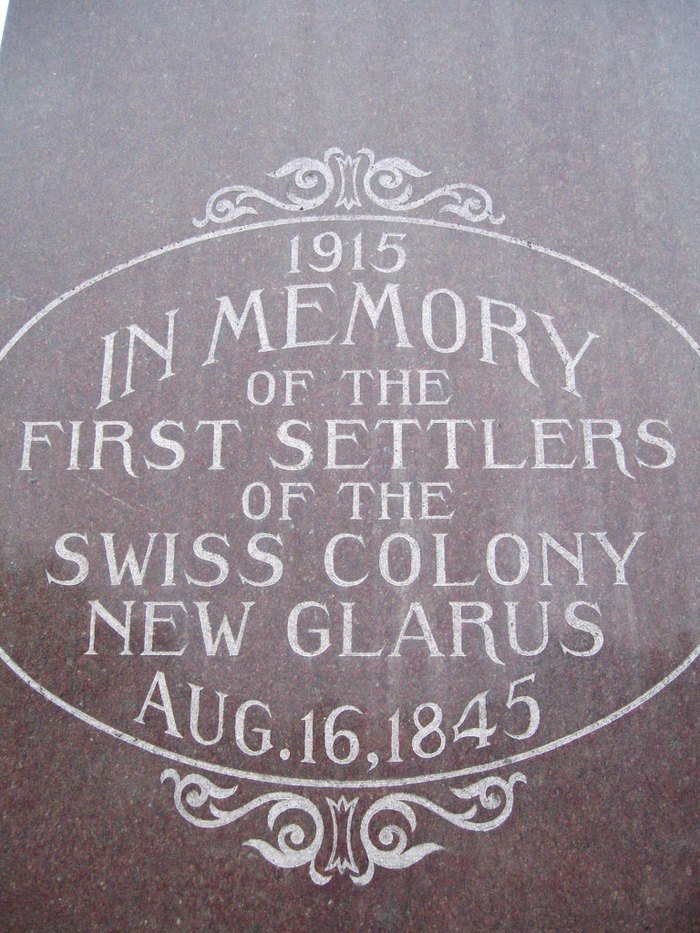 1915
IN MEMORY
OF THE
FIRST SETTLERS
OF THE
SWISS COLONY
NEW GLARUS
AUG. 16, 1845